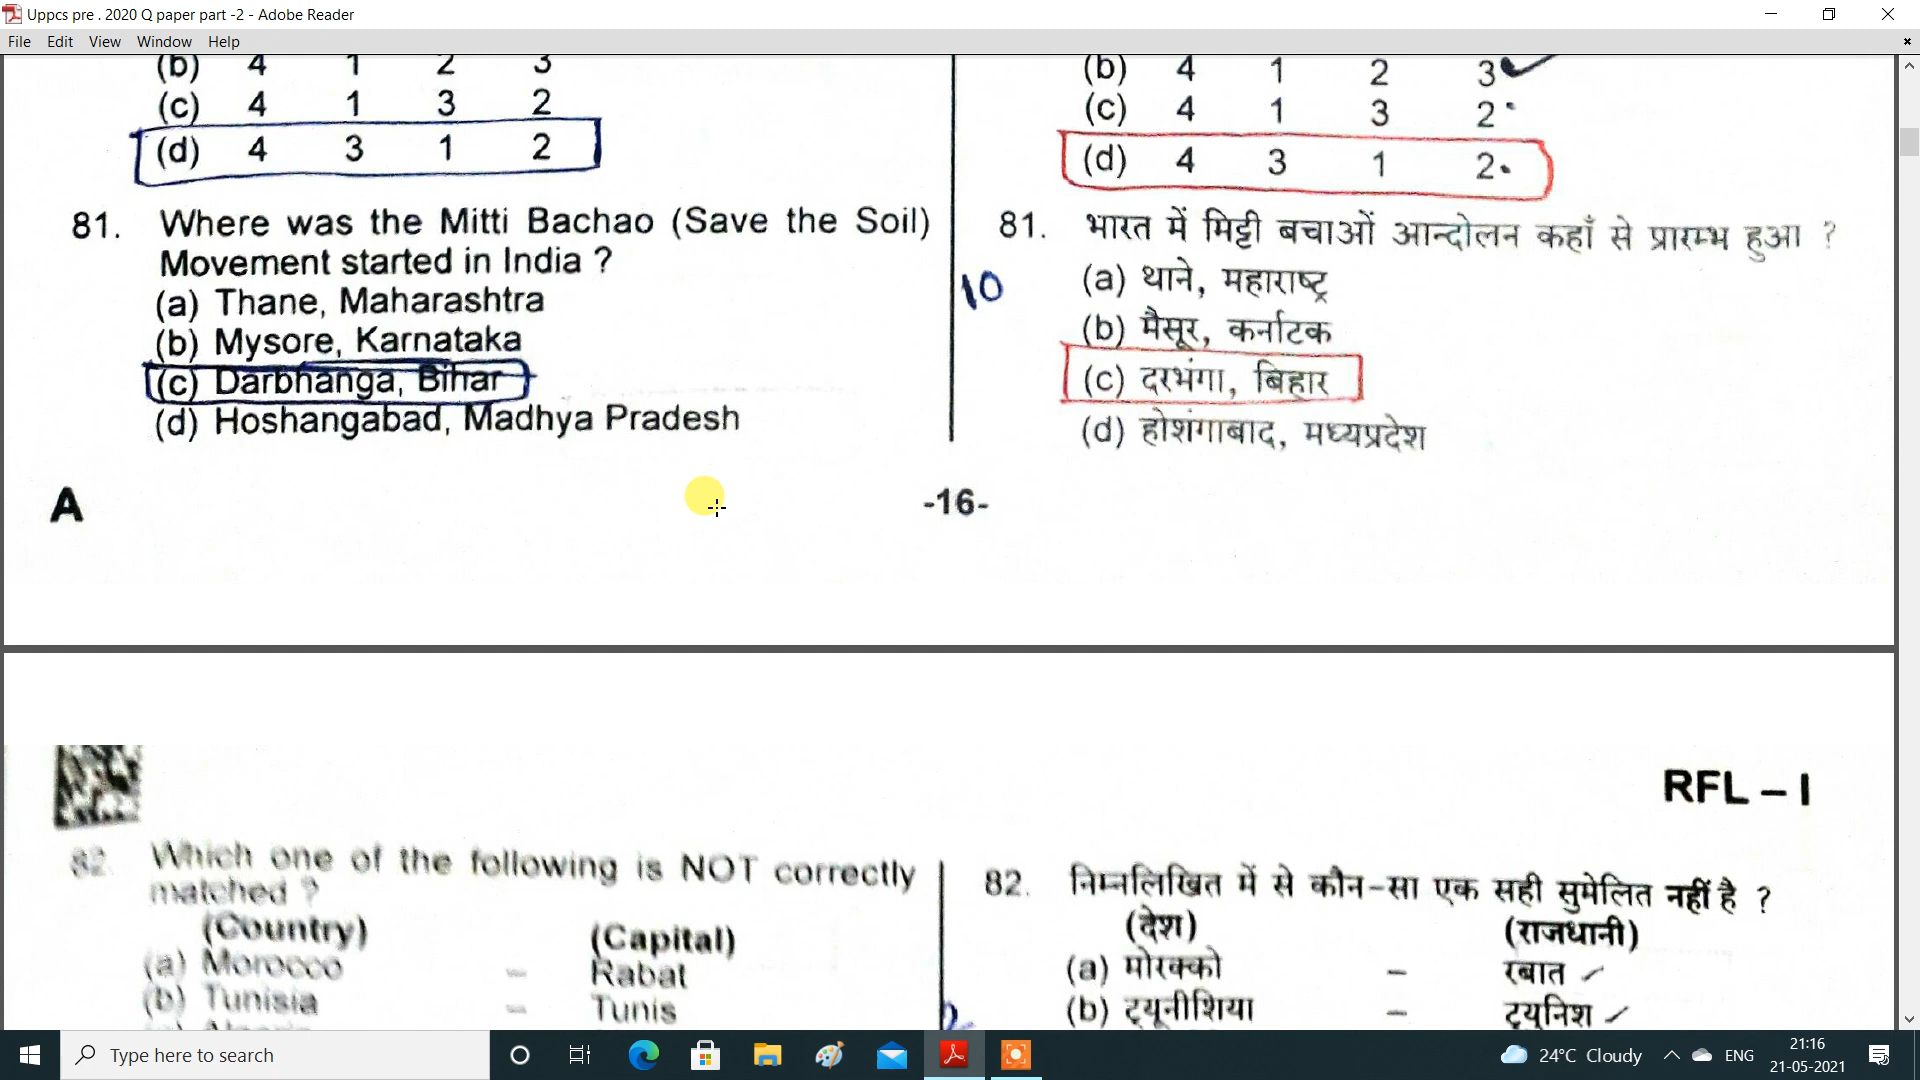 Uppcs pre . 2020 Q paper part -2 - Adobe Reader
File Edit View Window Help
(b) 4 1 2 3
(c) 4 1 3 2
(d) 4 3 1 2
81. Where was the Mitti Bachao (Save the Soil)
Movement started in India ?
(a) Thane, Maharashtra
(b) Mysore, Karnataka
(c) Darbhanga, Bihar
(d) Hoshangabad, Madhya Pradesh
(b) 4 1 2 3
(c) 4 1 3 2
(d) 4 3 1 2
81. भारत में मिट्टी बचाओं आन्दोलन कहाँ से प्रारम्भ हुआ ?
10
(a) थाने, महाराष्ट्र
(b) मैसूर, कर्नाटक
(c) दरभंगा, बिहार
(d) होशंगाबाद, मध्यप्रदेश
A
-16-
RFL – I
82. Which one of the following is NOT correctly
matched ?
(Country) (Capital)
(a) Morocco – Rabat
(b) Tunisia – Tunis
82. निम्नलिखित में से कौन-सा एक सही सुमेलित नहीं है ?
(देश) (राजधानी)
(a) मोरक्को – रबात
(b) ट्यूनीशिया – ट्युनिश
Type here to search
24°C Cloudy
ENG
21:16
21-05-2021